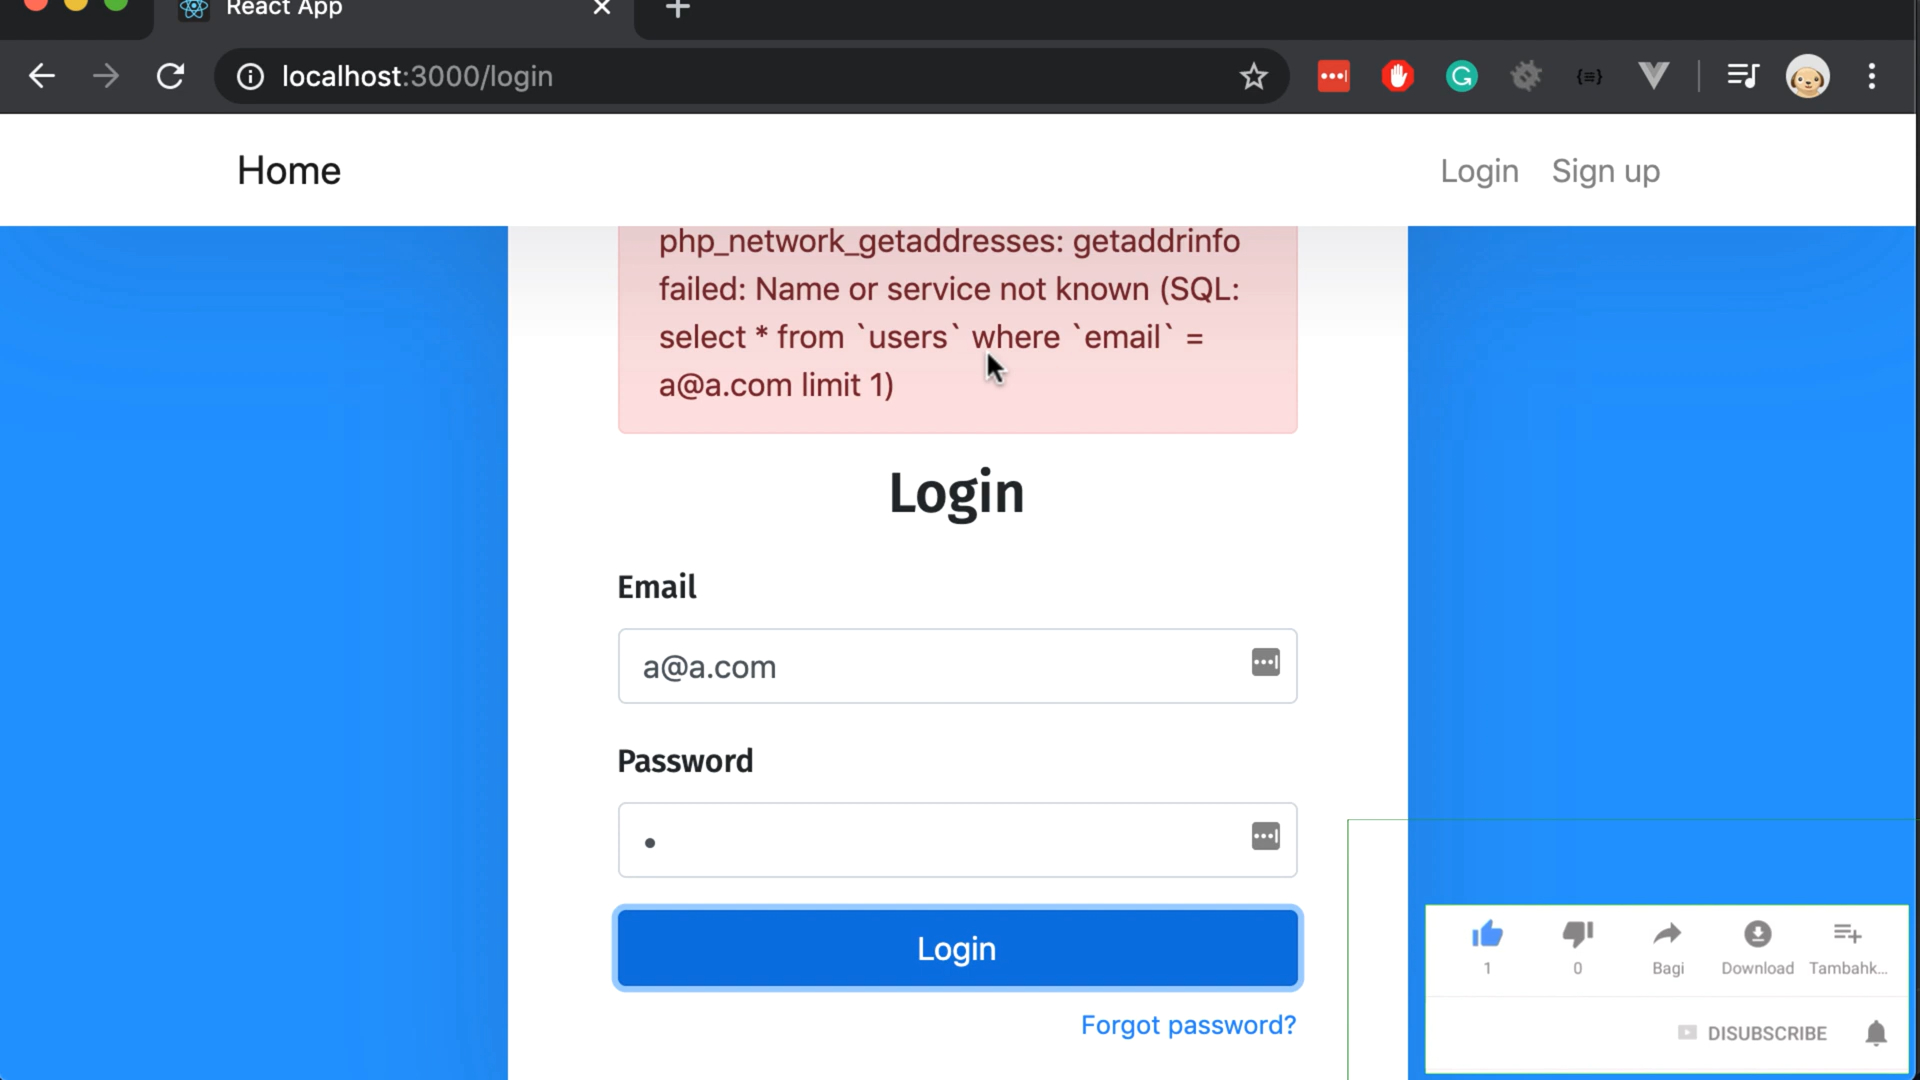 React App
localhost:3000/login
Home
Login
Sign up
php_network_getaddresses: getaddrinfo
failed: Name or service not known (SQL:
select * from `users` where `email` =
a@a.com limit 1)
Login
Email
a@a.com
Password
Login
Forgot password?
1
0
Bagi
Download
Tambahk...
DISUBSCRIBE